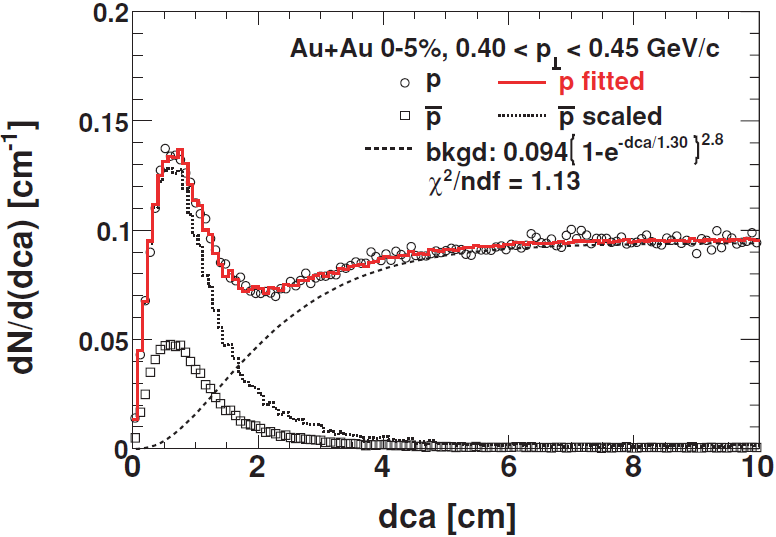 0.2
Au+Au 0-5%, 0.40 < p⊥ < 0.45 GeV/c
p
p fitted
0.15
p̅
p̅ scaled
bkgd: 0.094[ 1-e^-dca/1.30 ]^2.8
χ²/ndf = 1.13
dN/d(dca) [cm⁻¹]
0.1
0.05
0
0 2 4 6 8 10
dca [cm]